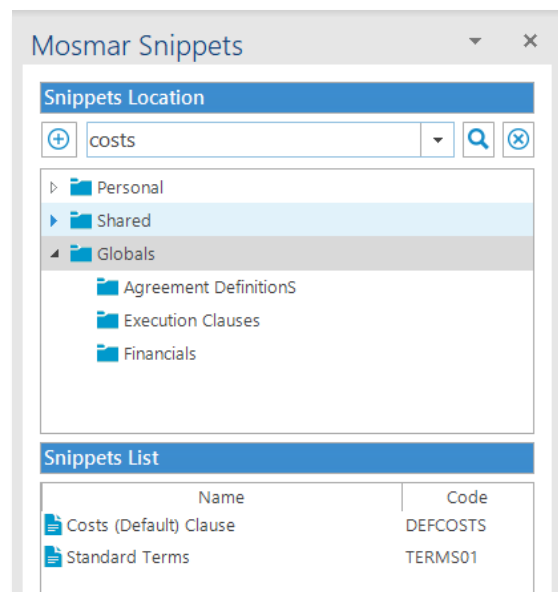 Mosmar Snippets
Snippets Location
costs
Personal
Shared
Globals
Agreement DefinitionS
Execution Clauses
Financials
Snippets List
Name Code
Costs (Default) Clause DEFCOSTS
Standard Terms TERMS01